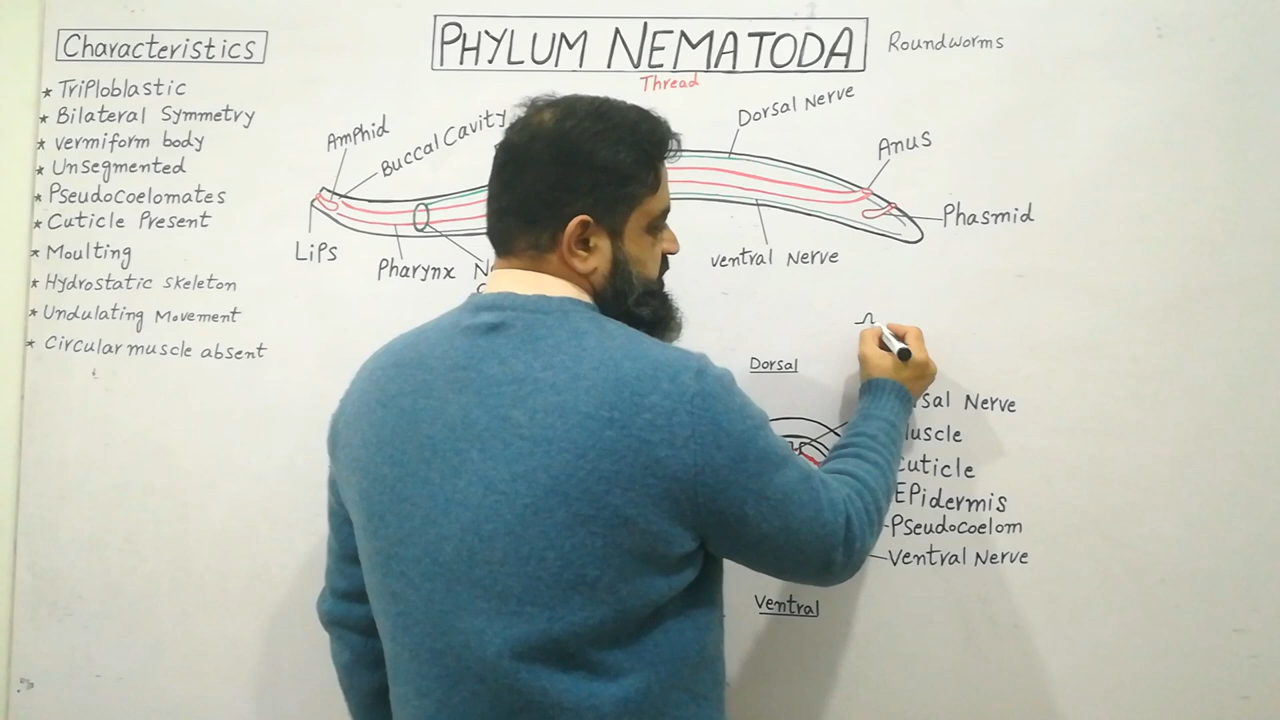 Characteristics
* TriPloblastic
* Bilateral Symmetry
* vermiform body
* Unsegmented
* Pseudocoelomates
* Cuticle Present
* Moulting
* Hydrostatic skeleton
* Undulating Movement
* Circular muscle absent
PHYLUM NEMATODA
Roundworms
Thread
Amphid
Buccal Cavity
Dorsal Nerve
Anus
Phasmid
Lips
Pharynx
ventral Nerve
Dorsal
Nerve
Cuticle
EPidermis
Pseudocoelom
Ventral Nerve
Ventral